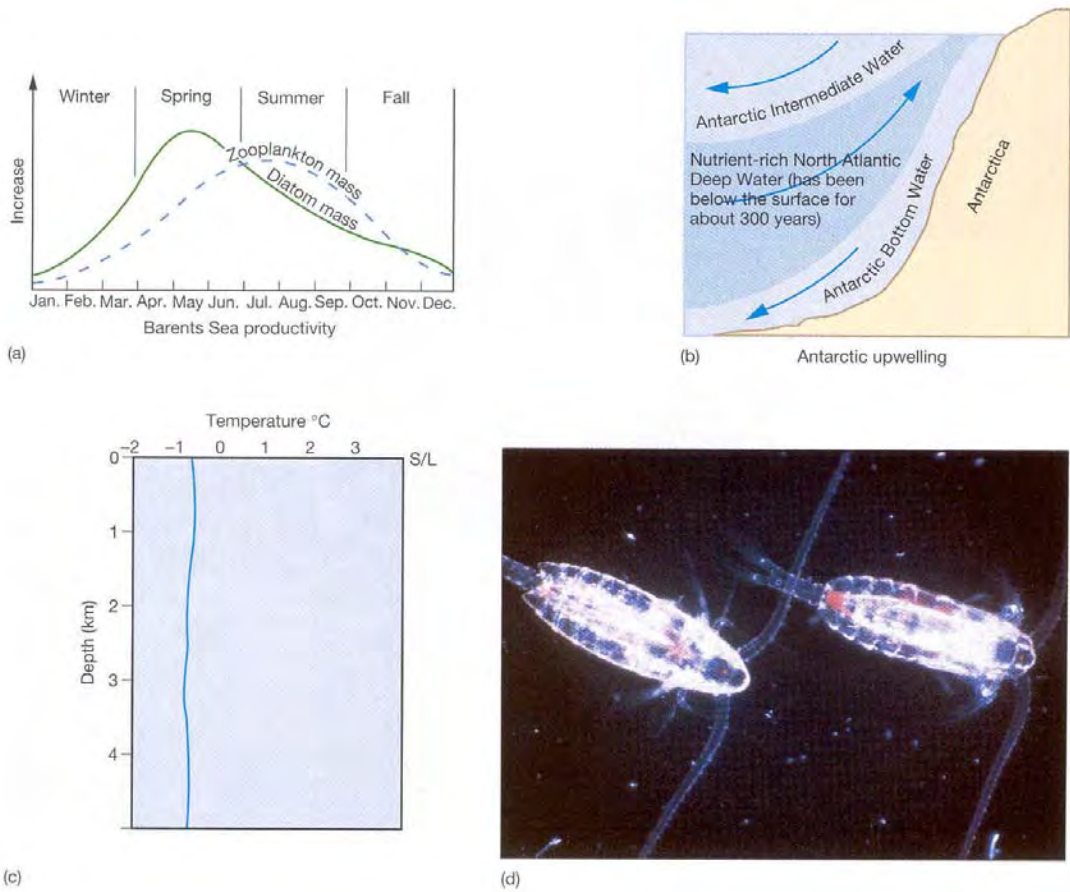 Winter Spring Summer Fall
Zooplankton mass
Diatom mass
Increase
Jan. Feb. Mar. Apr. May Jun. Jul. Aug. Sep. Oct. Nov. Dec.
Barents Sea productivity
(a)
Antarctic Intermediate Water
Nutrient-rich North Atlantic
Deep Water (has been
below the surface for
about 300 years)
Antarctic Bottom Water
Antarctica
(b)
Antarctic upwelling
Temperature °C
−2 −1 0 1 2 3
0 S/L
1
2
3
4
Depth (km)
(c)
(d)